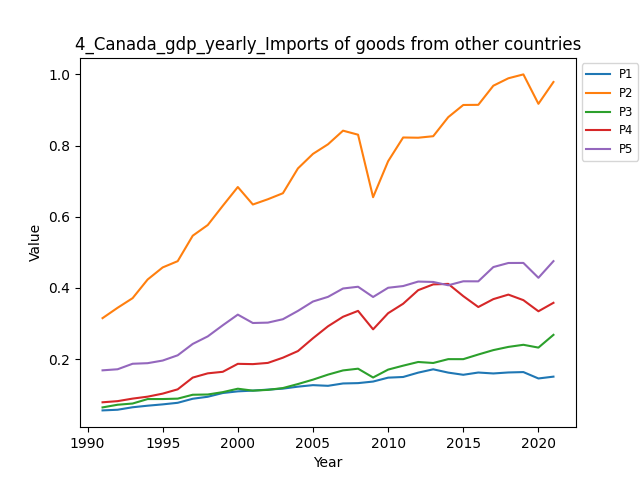 4_Canada_gdp_yearly_Imports of goods from other countries
1.0
0.8
0.6
0.4
0.2
Value
1990 1995 2000 2005 2010 2015 2020
Year
P1
P2
P3
P4
P5